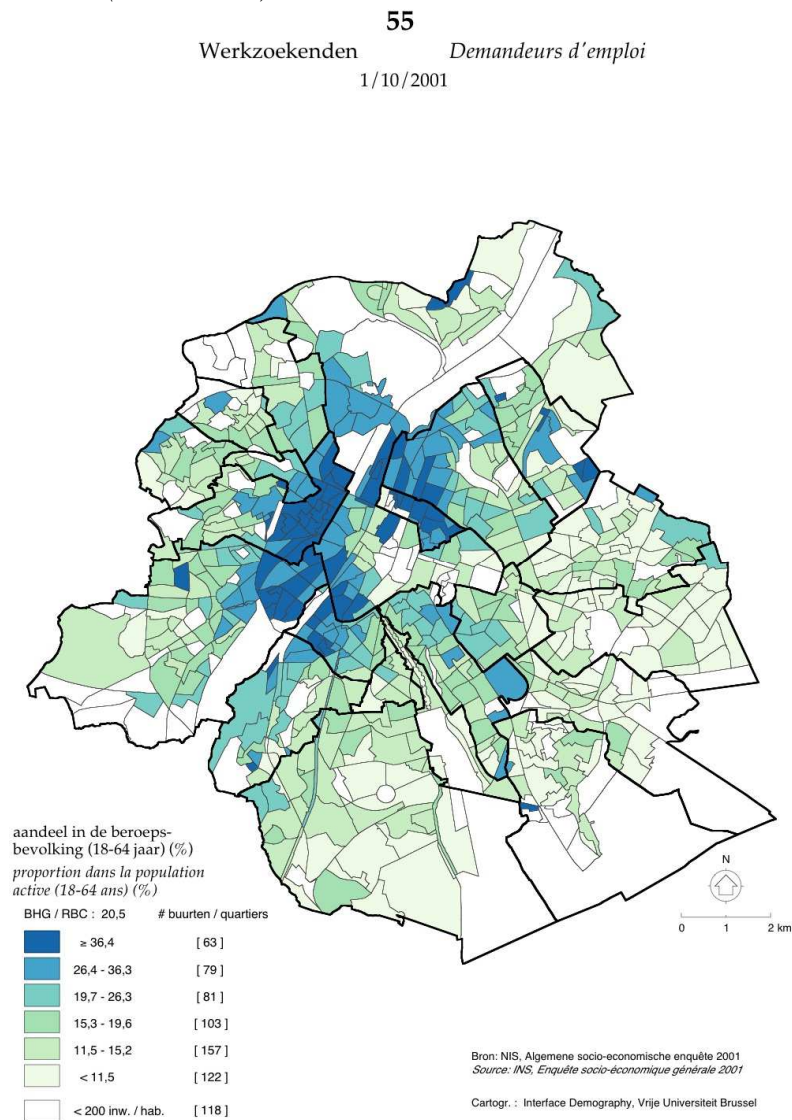 55
Werkzoekenden Demandeurs d'emploi
1/10/2001
aandeel in de beroeps-
bevolking (18-64 jaar) (%)
proportion dans la population
active (18-64 ans) (%)
BHG / RBC : 20,5 # buurten / quartiers
≥ 36,4 [ 63 ]
26,4 - 36,3 [ 79 ]
19,7 - 26,3 [ 81 ]
15,3 - 19,6 [ 103 ]
11,5 - 15,2 [ 157 ]
< 11,5 [ 122 ]
< 200 inw. / hab. [ 118 ]
N
0 1 2 km
Bron: NIS, Algemene socio-economische enquête 2001
Source: INS, Enquête socio-économique générale 2001
Cartogr. : Interface Demography, Vrije Universiteit Brussel